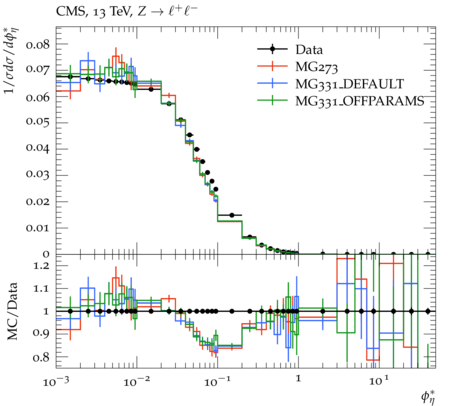 CMS, 13 TeV, Z → ℓ⁺ℓ⁻
1/σdσ/dφ*η
0.08
0.07
0.06
0.05
0.04
0.03
0.02
0.01
0
Data
MG273
MG331_DEFAULT
MG331_OFFPARAMS
MC/Data
1.2
1.1
1
0.9
0.8
10⁻³ 10⁻² 10⁻¹ 1 10¹
φ*η